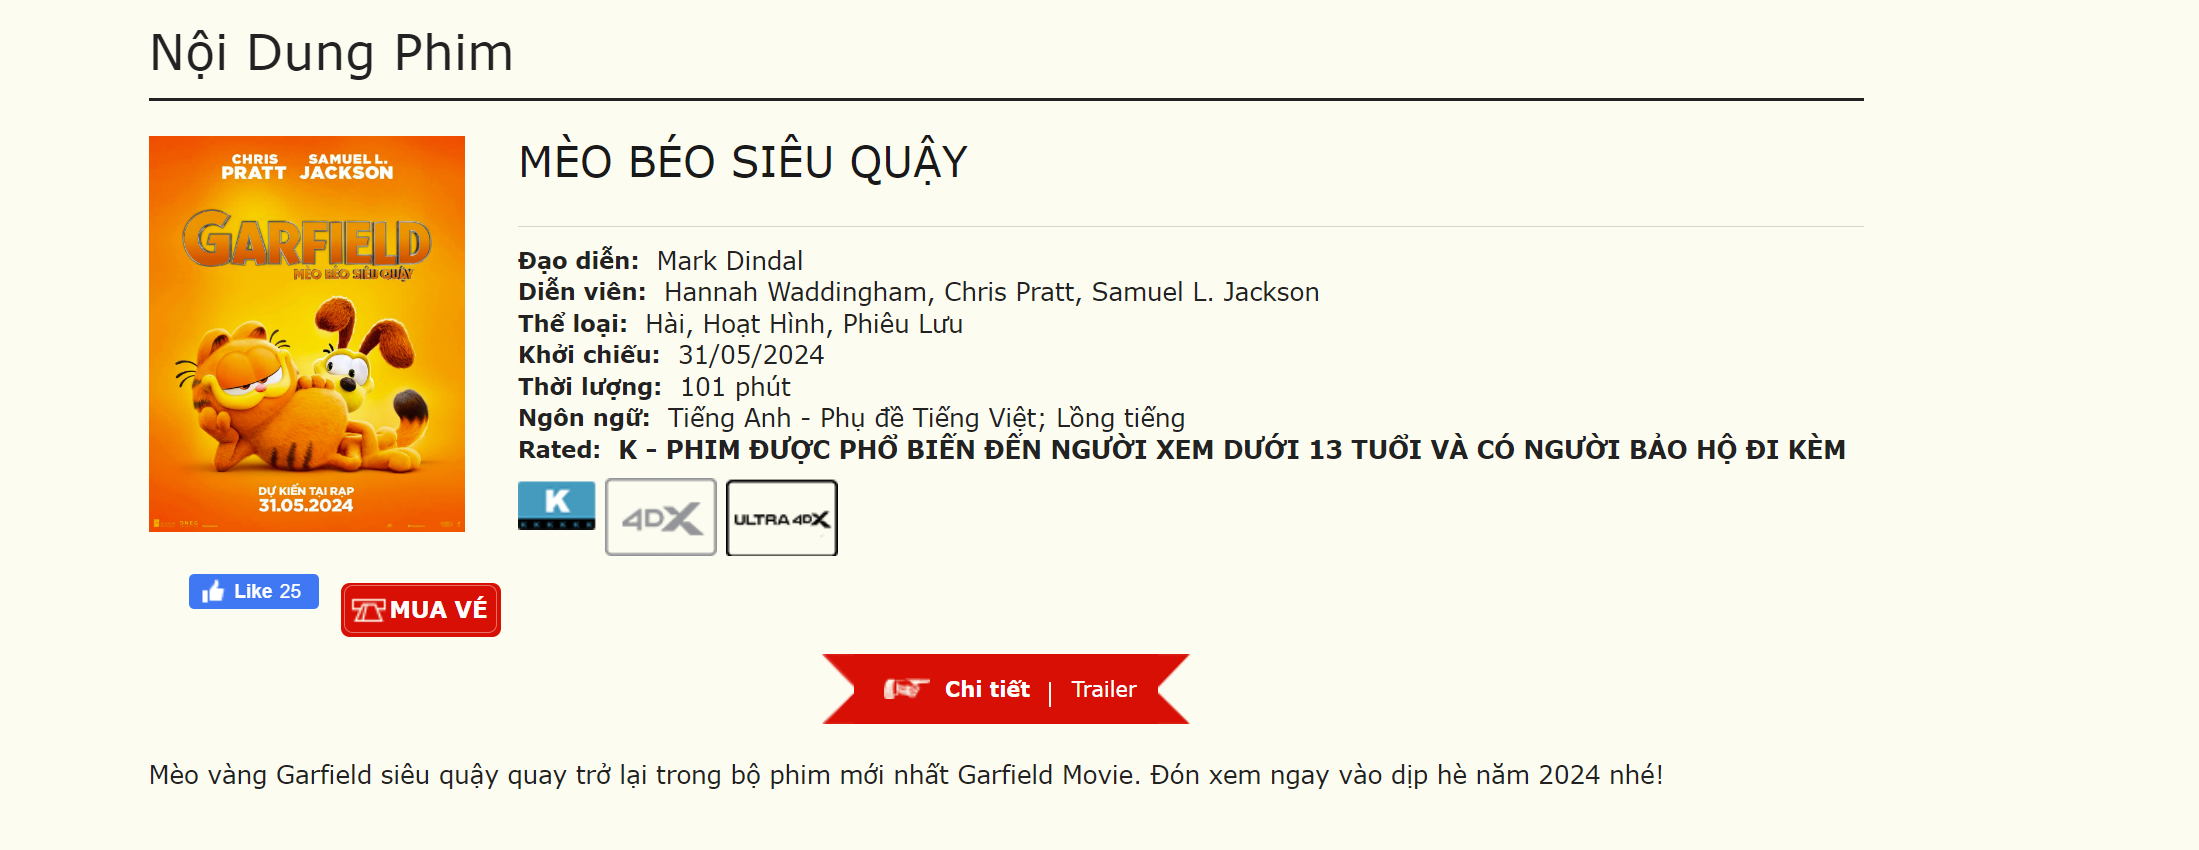 Nội Dung Phim
CHRIS PRATT SAMUEL L. JACKSON
GARFIELD
MÈO BÉO SIÊU QUẬY
DỰ KIẾN TẠI RẠP
31.05.2024
MÈO BÉO SIÊU QUẬY
Đạo diễn: Mark Dindal
Diễn viên: Hannah Waddingham, Chris Pratt, Samuel L. Jackson
Thể loại: Hài, Hoạt Hình, Phiêu Lưu
Khởi chiếu: 31/05/2024
Thời lượng: 101 phút
Ngôn ngữ: Tiếng Anh - Phụ đề Tiếng Việt; Lồng tiếng
Rated: K - PHIM ĐƯỢC PHỔ BIẾN ĐẾN NGƯỜI XEM DƯỚI 13 TUỔI VÀ CÓ NGƯỜI BẢO HỘ ĐI KÈM
K 4DX ULTRA 4DX
K K K K K K
Like 25 MUA VÉ
Chi tiết | Trailer
Mèo vàng Garfield siêu quậy quay trở lại trong bộ phim mới nhất Garfield Movie. Đón xem ngay vào dịp hè năm 2024 nhé!